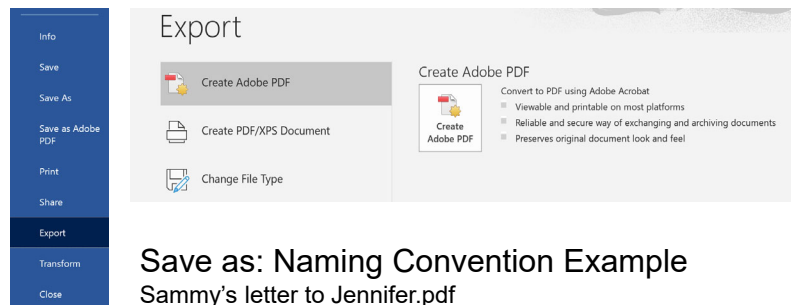 Info
Save
Save As
Save as Adobe
PDF
Print
Share
Export
Transform
Close
Export
Create Adobe PDF
Create PDF/XPS Document
Change File Type
Create Adobe PDF
Create
Adobe PDF
Convert to PDF using Adobe Acrobat
Viewable and printable on most platforms
Reliable and secure way of exchanging and archiving documents
Preserves original document look and feel
Save as: Naming Convention Example
Sammy's letter to Jennifer.pdf